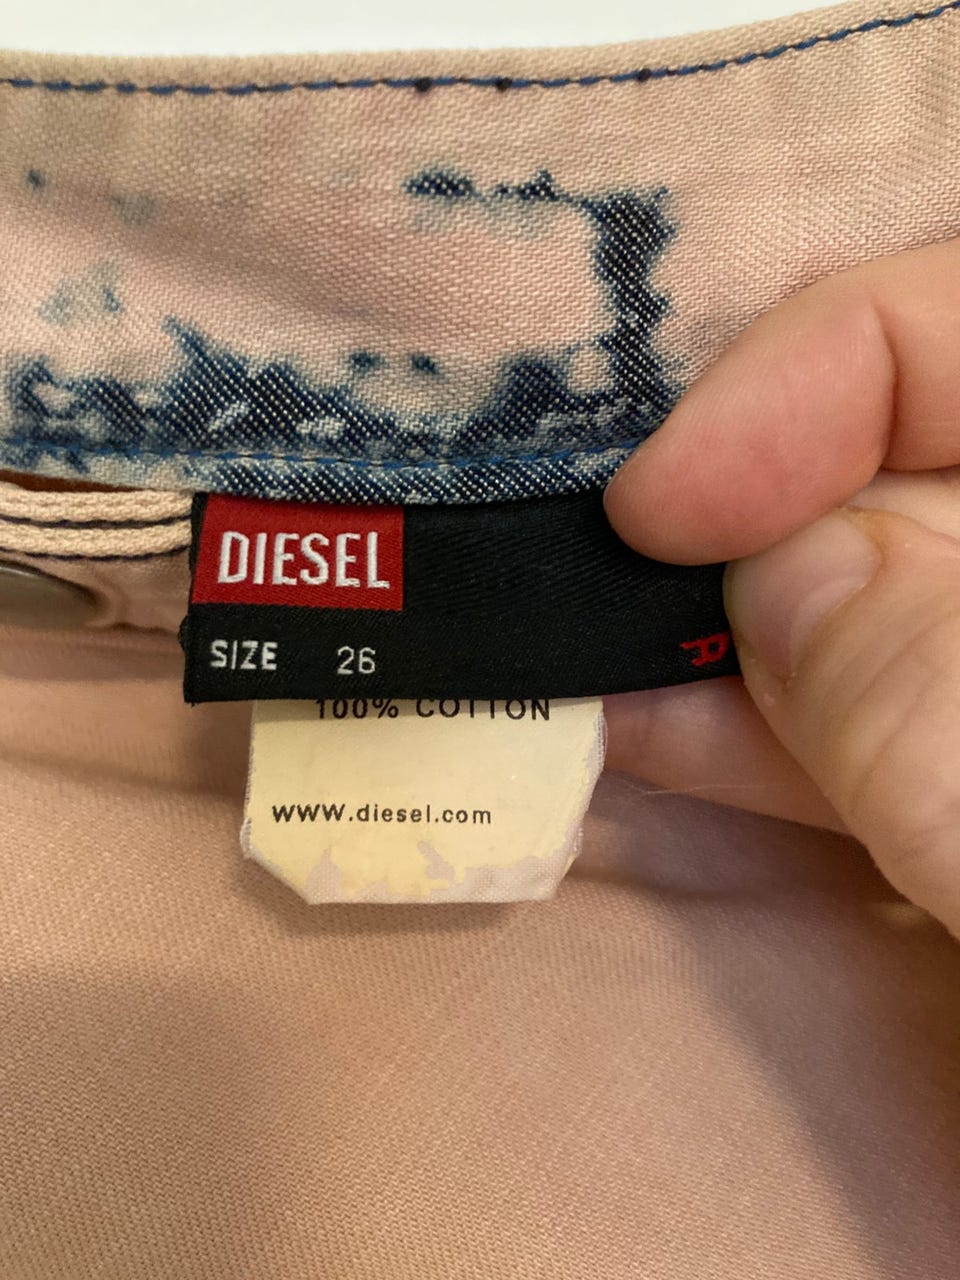 DIESEL
SIZE 26
R
100% COTTON
www.diesel.com